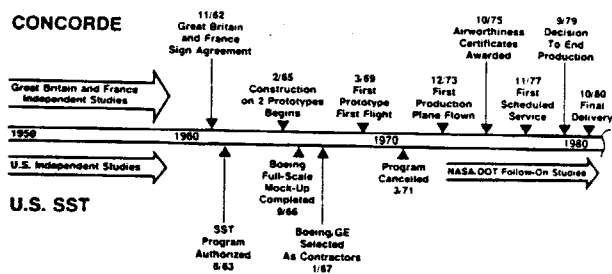 CONCORDE
11/62
Great Britain
and France
Sign Agreement
10/75
Airworthiness
Certificates
Awarded
9/79
Decision
To End
Production
2/65
Construction
on 2 Prototypes
Begins
3/69
First
Prototype
First Flight
12/73
First
Production
Plane Flown
11/77
First
Scheduled
Service
10/80
Final
Delivery
Great Britain and France
Independent Studies
1950 1960 1970 1980
U.S. Independent Studies
NASA/DOT Follow-On Studies
U.S. SST
SST
Program
Authorized
6/63
Boeing
Full-Scale
Mock-Up
Completed
9/66
Boeing/GE
Selected
As Contractors
1/67
Program
Cancelled
3/71